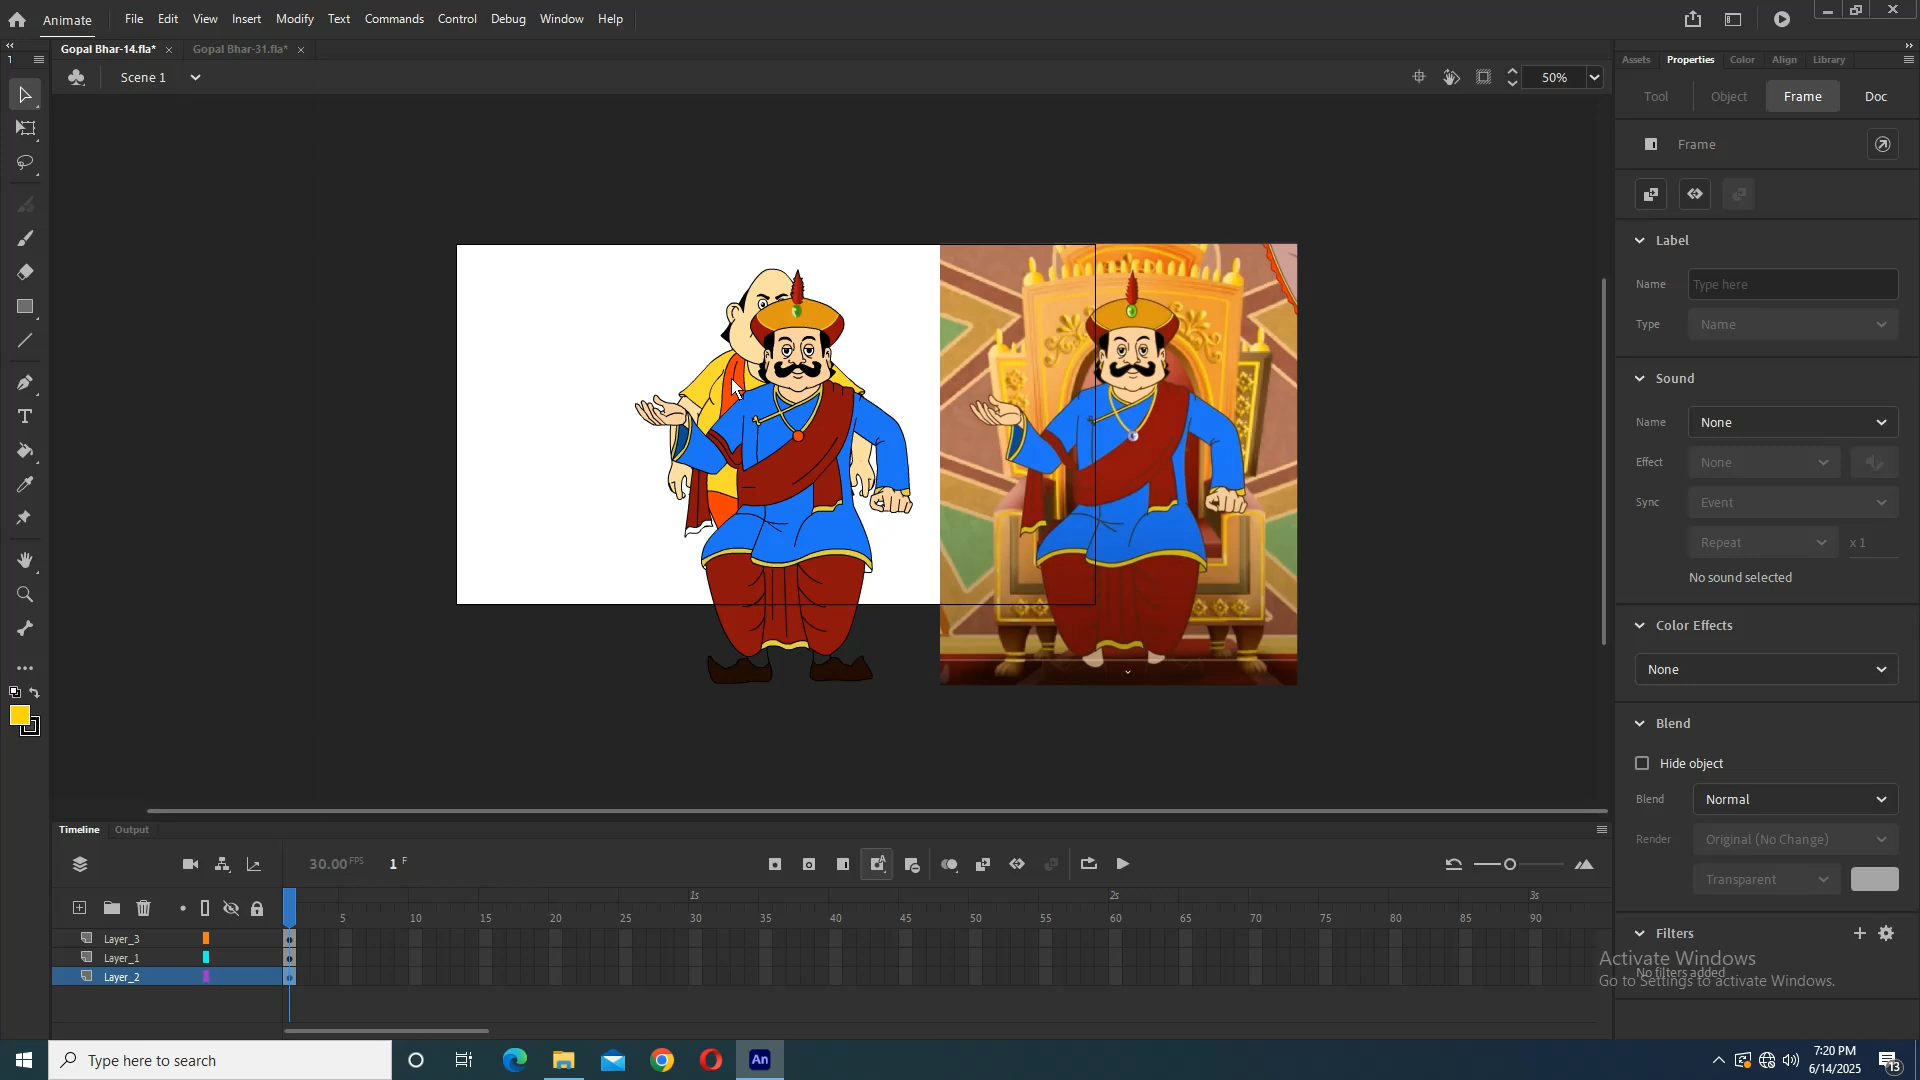 Animate File Edit View Insert Modify Text Commands Control Debug Window Help
Gopal Bhar-14.fla* Gopal Bhar-31.fla*
1
Scene 1
50%
Assets Properties Color Align Library
Tool Object Frame Doc
Frame
Label
Name Type here
Type Name
Sound
Name None
Effect None
Sync Event
Repeat x 1
No sound selected
Color Effects
None
Blend
Hide object
Blend Normal
Render Original (No Change)
Transparent
Filters
No filters added
Activate Windows
Go to Settings to activate Windows.
Timeline Output
30.00 FPS 1 F
1s 2s 3s
5 10 15 20 25 30 35 40 45 50 55 60 65 70 75 80 85 90
Layer_3
Layer_1
Layer_2
Type here to search
An
7:20 PM
6/14/2025
13